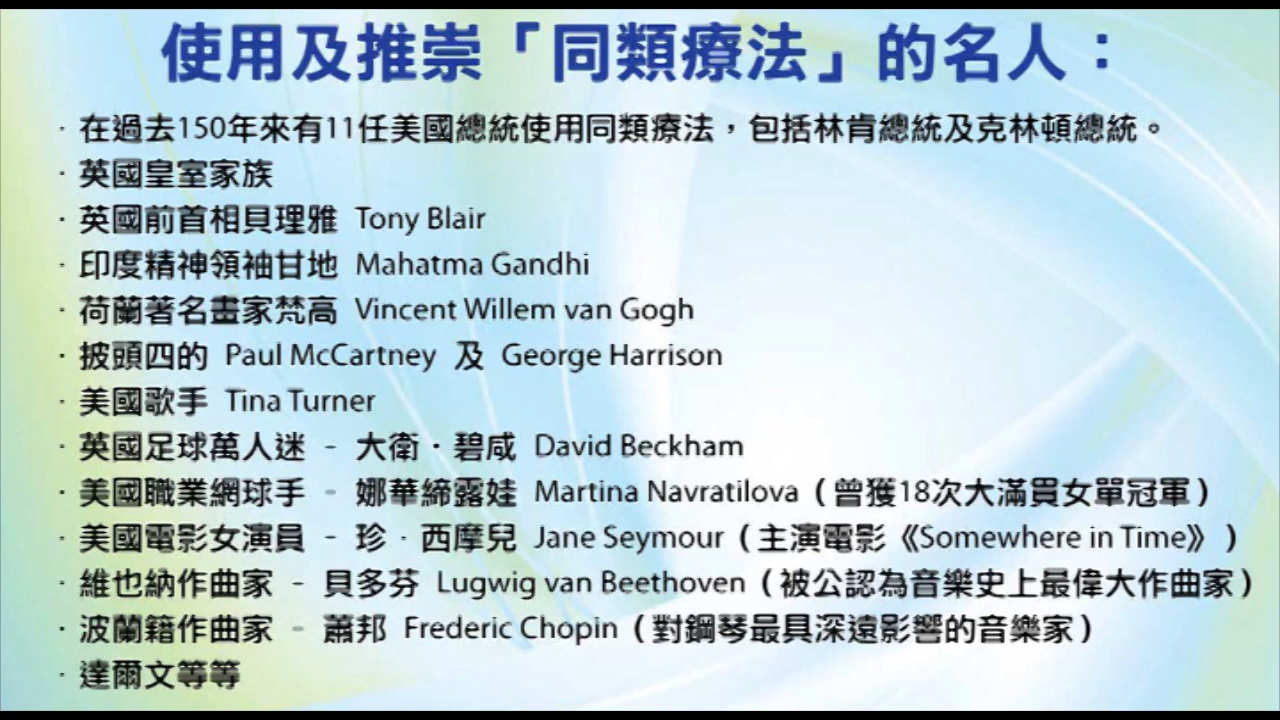 使用及推崇「同類療法」的名人：
· 在過去150年來有11任美國總統使用同類療法，包括林肯總統及克林頓總統。
· 英國皇室家族
· 英國前首相貝理雅 Tony Blair
· 印度精神領袖甘地 Mahatma Gandhi
· 荷蘭著名畫家梵高 Vincent Willem van Gogh
· 披頭四的 Paul McCartney 及 George Harrison
· 美國歌手 Tina Turner
· 英國足球萬人迷 - 大衛·碧咸 David Beckham
· 美國職業網球手 - 娜華締露娃 Martina Navratilova（曾獲18次大滿貫女單冠軍）
· 美國電影女演員 - 珍·西摩兒 Jane Seymour（主演電影《Somewhere in Time》）
· 維也納作曲家 - 貝多芬 Lugwig van Beethoven（被公認為音樂史上最偉大作曲家）
· 波蘭籍作曲家 - 蕭邦 Frederic Chopin（對鋼琴最具深遠影響的音樂家）
· 達爾文等等